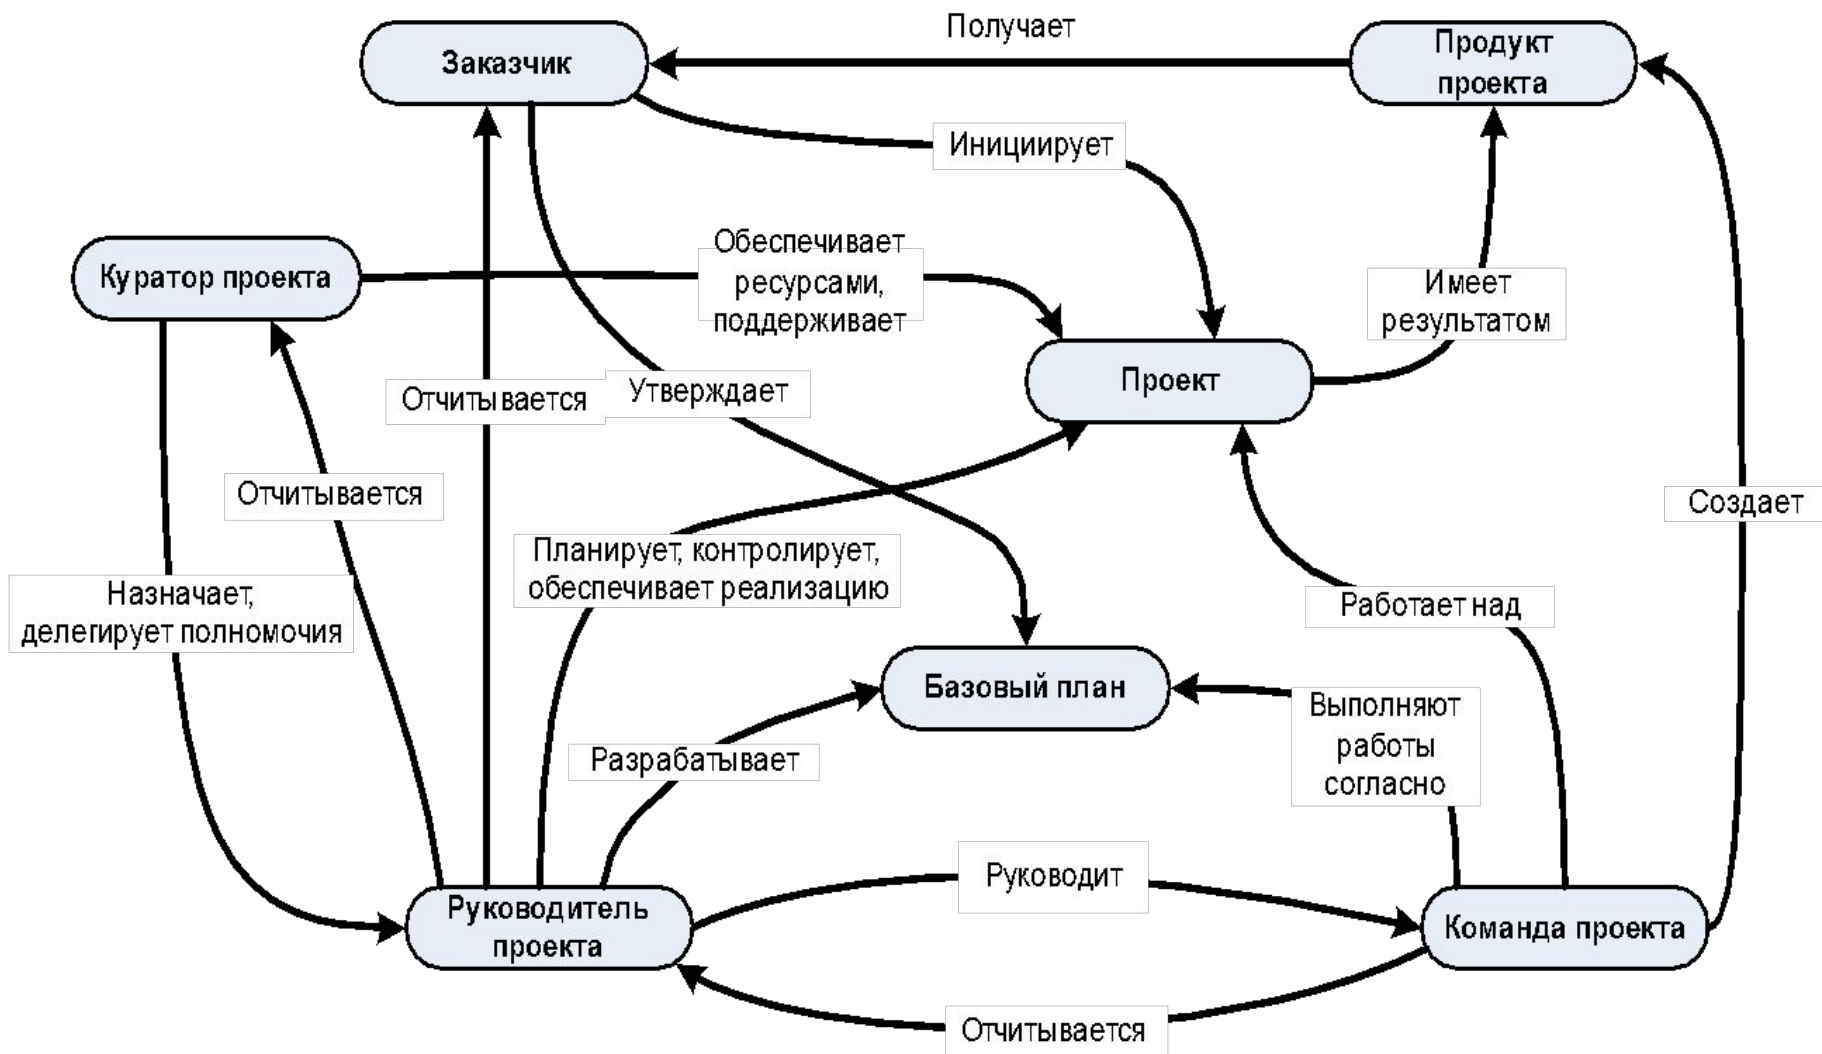 Получает
Заказчик
Продукт
проекта
Инициирует
Куратор проекта
Обеспечивает
ресурсами,
поддерживает
Имеет
результатом
Проект
Отчитывается
Утверждает
Отчитывается
Создает
Планирует, контролирует,
обеспечивает реализацию
Назначает,
делегирует полномочия
Работает над
Базовый план
Выполняют
работы
согласно
Разрабатывает
Руководит
Руководитель
проекта
Команда проекта
Отчитывается